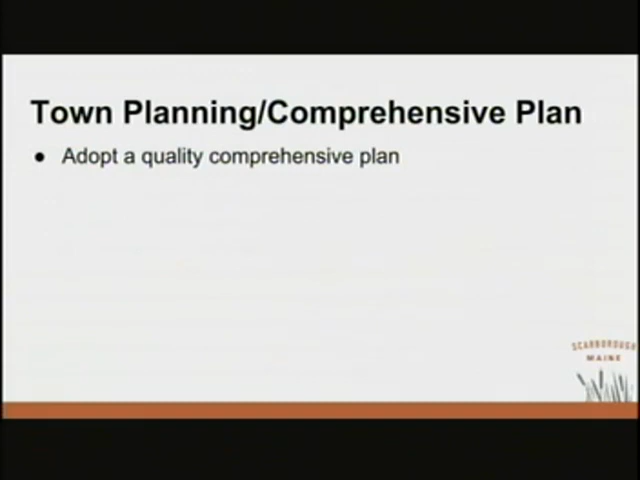 Town Planning/Comprehensive Plan
● Adopt a quality comprehensive plan
SCARBOROUGH
MAINE